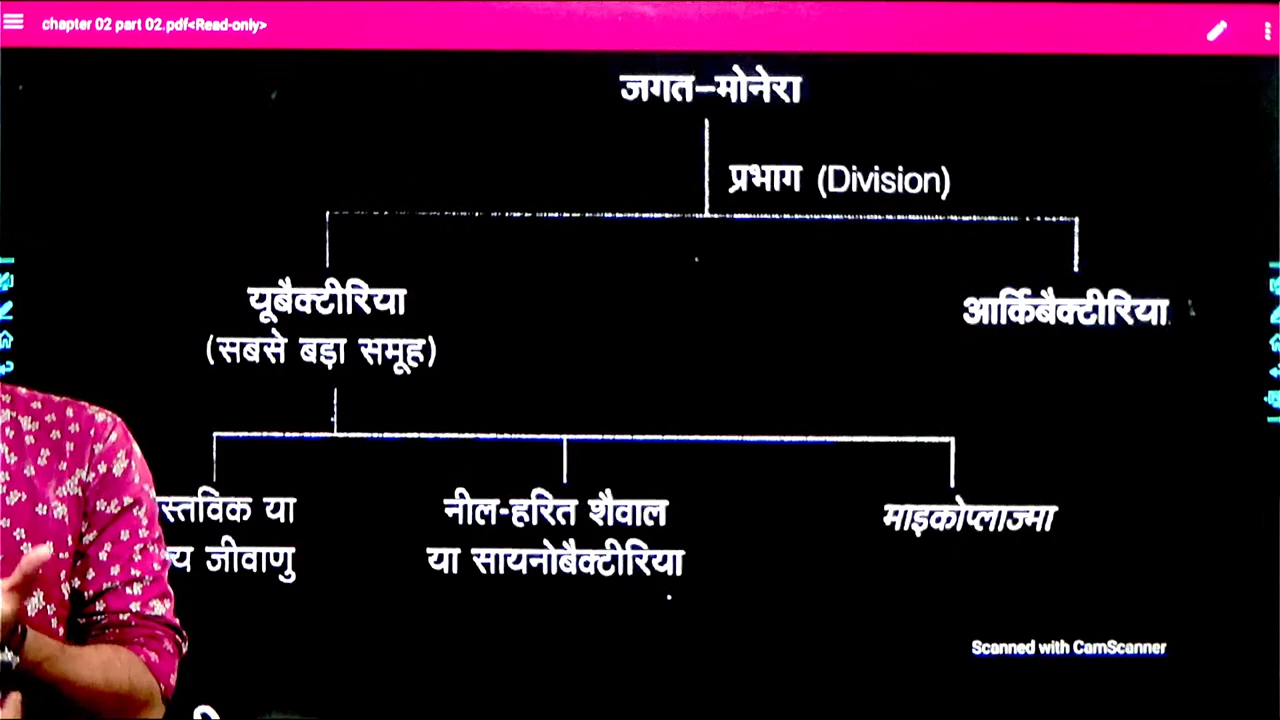 chapter 02 part 02.pdf<Read-only>
जगत–मोनेरा
प्रभाग (Division)
यूबैक्टीरिया
(सबसे बड़ा समूह)
आर्किबैक्टीरिया
या
जीवाणु
नील-हरित शैवाल
या सायनोबैक्टीरिया
माइकोप्लाज्मा
Scanned with CamScanner